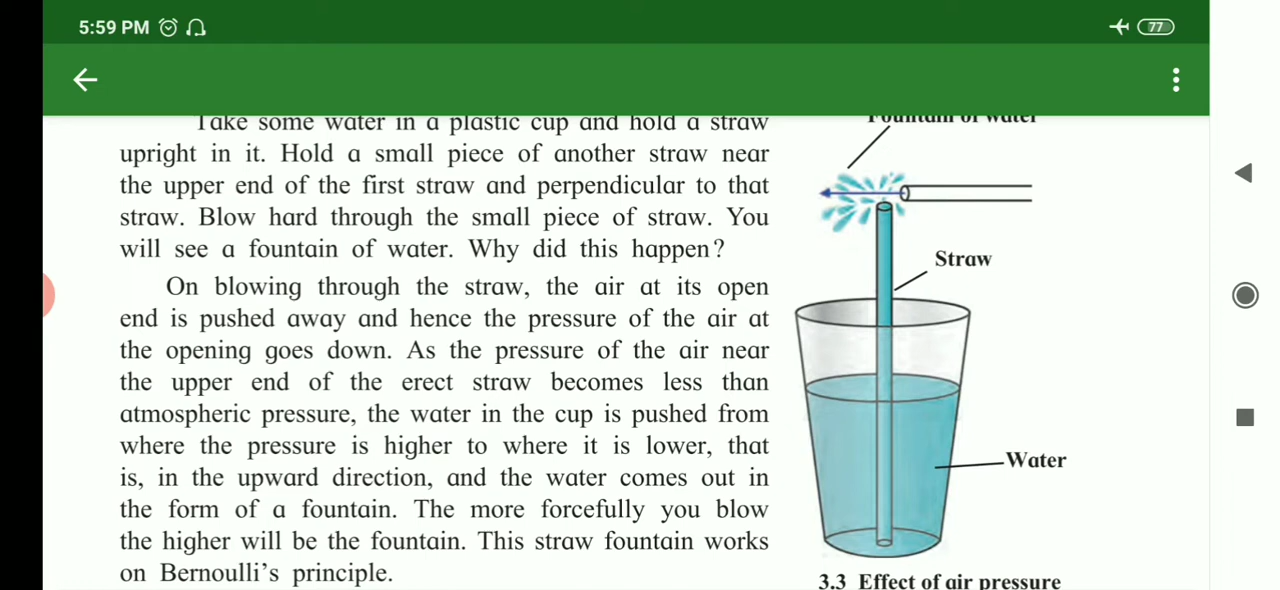 5:59 PM
77
Take some water in a plastic cup and hold a straw
upright in it. Hold a small piece of another straw near
the upper end of the first straw and perpendicular to that
straw. Blow hard through the small piece of straw. You
will see a fountain of water. Why did this happen?
On blowing through the straw, the air at its open
end is pushed away and hence the pressure of the air at
the opening goes down. As the pressure of the air near
the upper end of the erect straw becomes less than
atmospheric pressure, the water in the cup is pushed from
where the pressure is higher to where it is lower, that
is, in the upward direction, and the water comes out in
the form of a fountain. The more forcefully you blow
the higher will be the fountain. This straw fountain works
on Bernoulli's principle.
Fountain of water
Straw
Water
3.3 Effect of air pressure